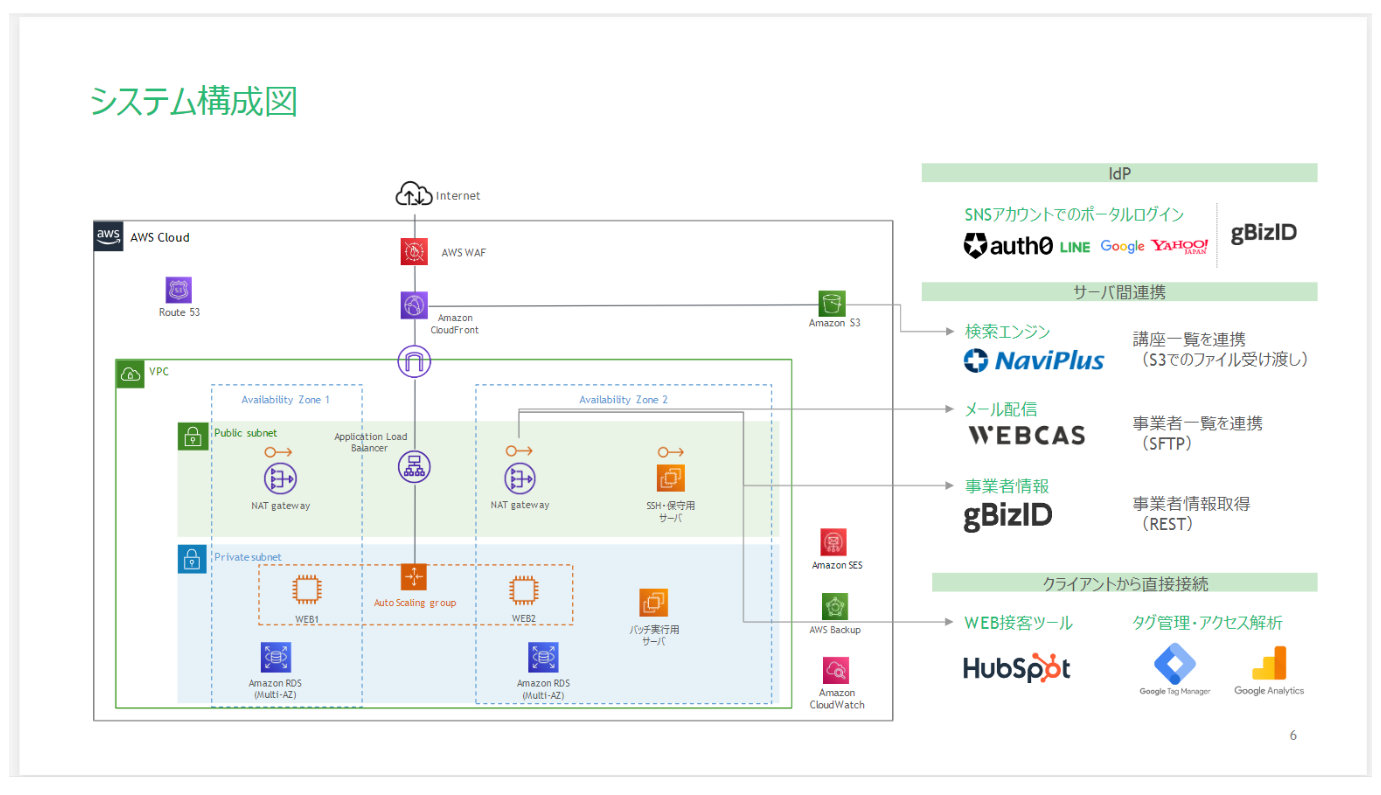 システム構成図
Internet
aws
AWS Cloud
AWS WAF
Route 53
Amazon
CloudFront
Amazon S3
VPC
Availability Zone 1
Availability Zone 2
Public subnet
Application Load
Balancer
NAT gateway
NAT gateway
SSH・保守用
サーバ
Private subnet
WEB1
Auto Scaling group
WEB2
バッチ実行用
サーバ
Amazon RDS
(Multi-AZ)
Amazon RDS
(Multi-AZ)
Amazon SES
AWS Backup
Amazon
CloudWatch
IdP
SNSアカウントでのポータルログイン
auth0 LINE Google YAHOO! JAPAN
gBizID
サーバ間連携
検索エンジン
NaviPlus
講座一覧を連携
（S3でのファイル受け渡し）
メール配信
WEBCAS
事業者一覧を連携
（SFTP）
事業者情報
gBizID
事業者情報取得
（REST）
クライアントから直接接続
WEB接客ツール
HubSpot
タグ管理・アクセス解析
Google Tag Manager
Google Analytics
6